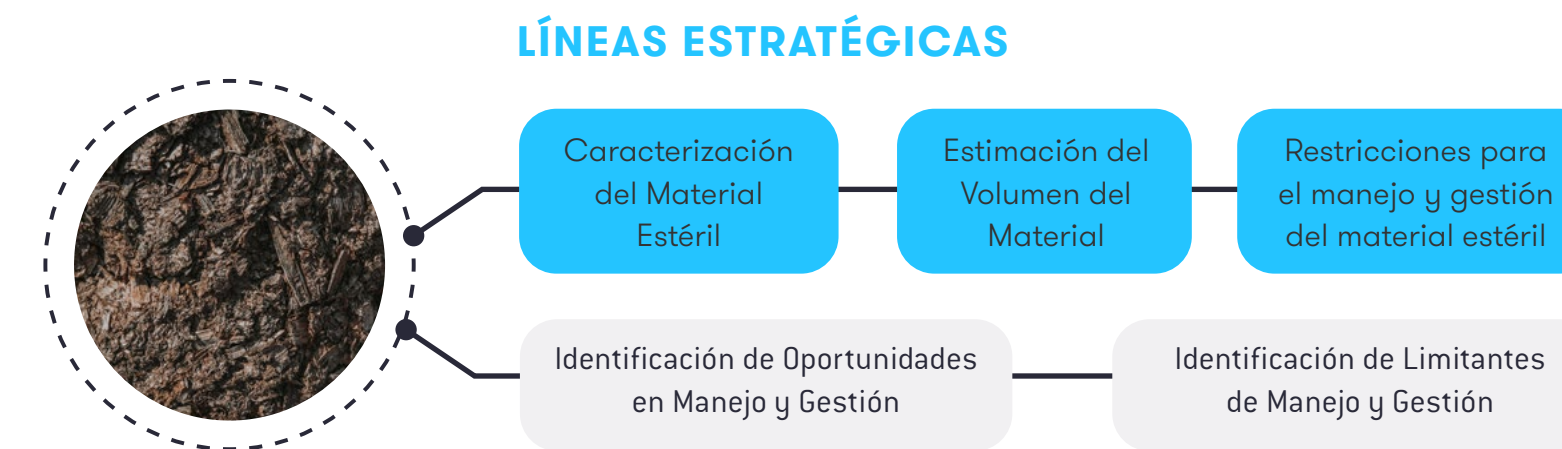 LÍNEAS ESTRATÉGICAS
Caracterización
del Material
Estéril
Estimación del
Volumen del
Material
Restricciones para
el manejo y gestión
del material estéril
Identificación de Oportunidades
en Manejo y Gestión
Identificación de Limitantes
de Manejo y Gestión